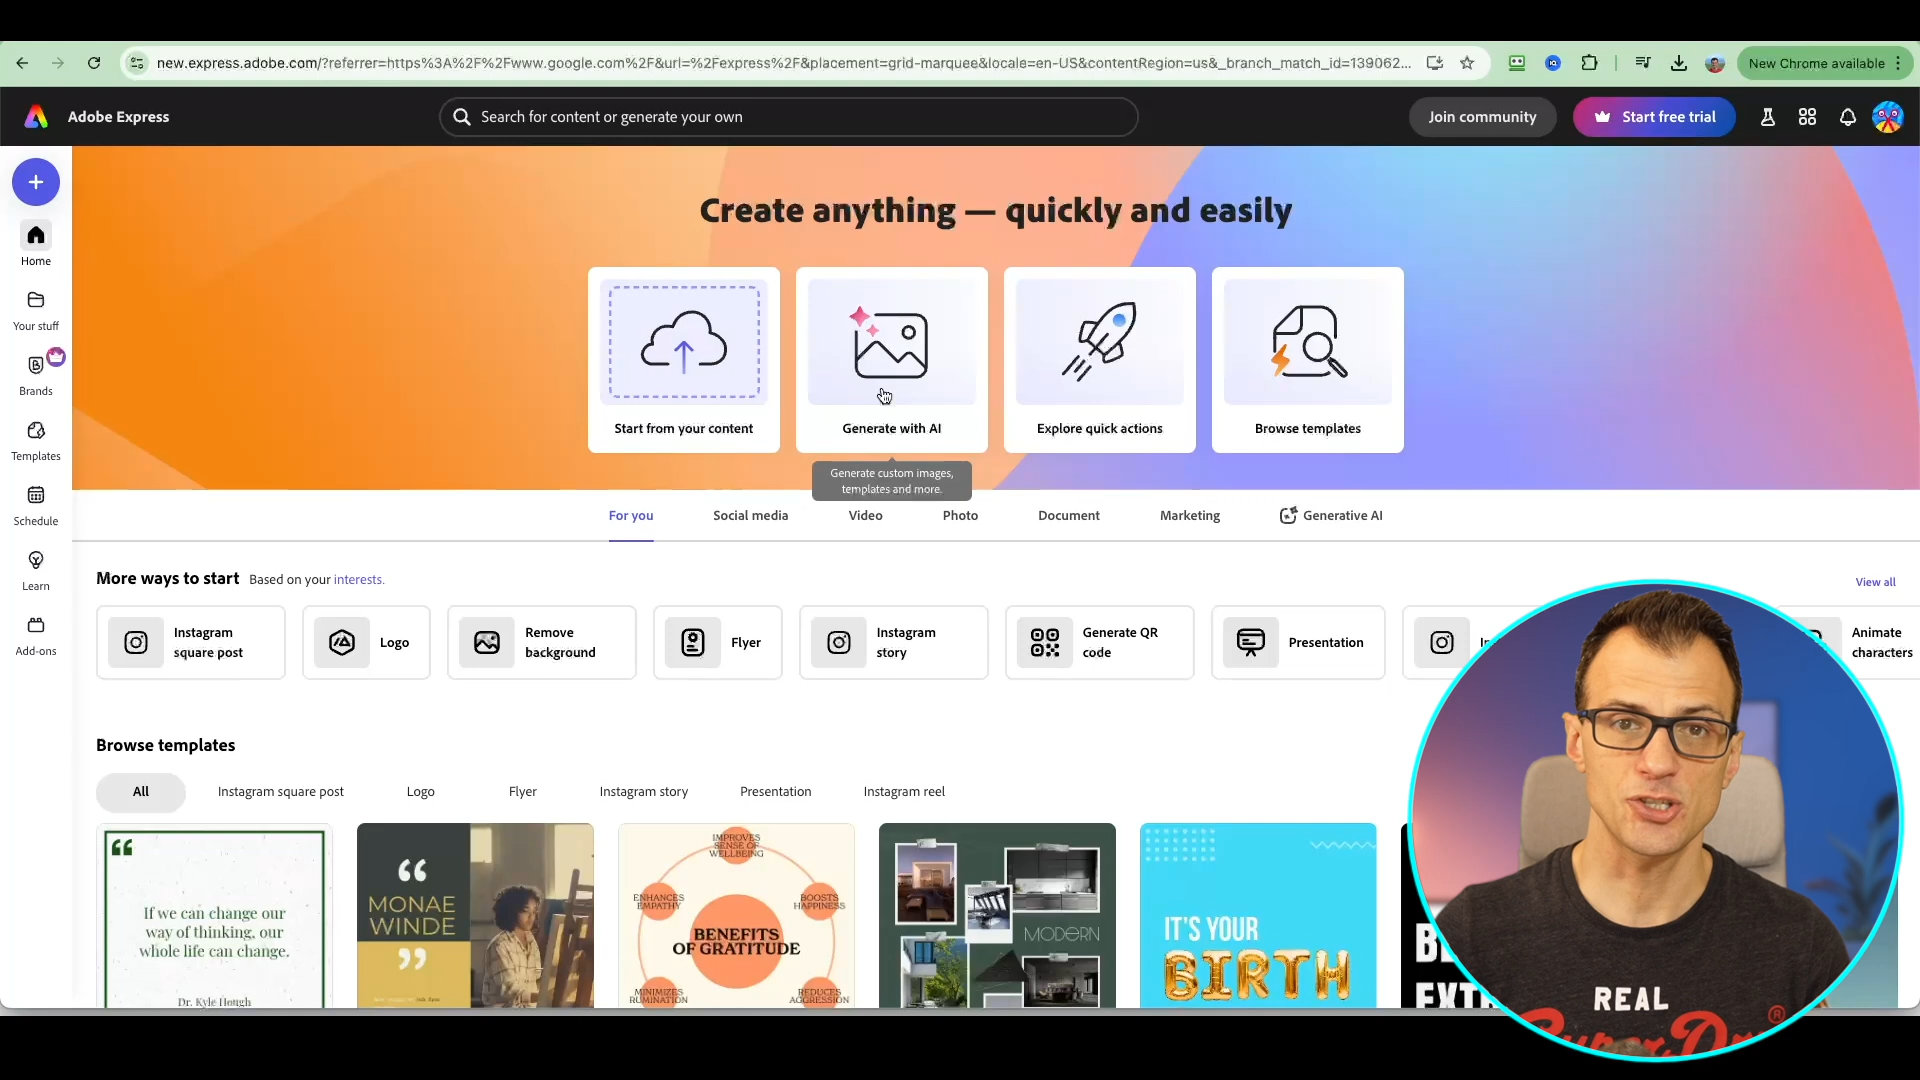 new.express.adobe.com/?referrer=https%3A%2F%2Fwww.google.com%2F&url=%2Fexpress%2F&placement=grid-marquee&locale=en-US&contentRegion=us&_branch_match_id=139062...
New Chrome available
Adobe Express
Search for content or generate your own
Join community
Start free trial
Create anything — quickly and easily
Home
Your stuff
Brands
Templates
Schedule
Learn
Add-ons
Start from your content
Generate with AI
Explore quick actions
Browse templates
Generate custom images,
templates and more.
For you
Social media
Video
Photo
Document
Marketing
Generative AI
More ways to start
Based on your interests.
View all
Instagram
square post
Logo
Remove
background
Flyer
Instagram
story
Generate QR
code
Presentation
Animate
characters
Browse templates
All
Instagram square post
Logo
Flyer
Instagram story
Presentation
Instagram reel
“
If we can change our
way of thinking, our
whole life can change.
Dr. Kyle Hough
“
MONAE
WINDE
”
IMPROVES
SENSE OF
WELLBEING
ENHANCES
EMPATHY
BOOSTS
HAPPINESS
BENEFITS
OF GRATITUDE
MINIMIZES
RUMINATION
REDUCES
AGGRESSION
MODERN
IT'S YOUR
BIRTH
REAL